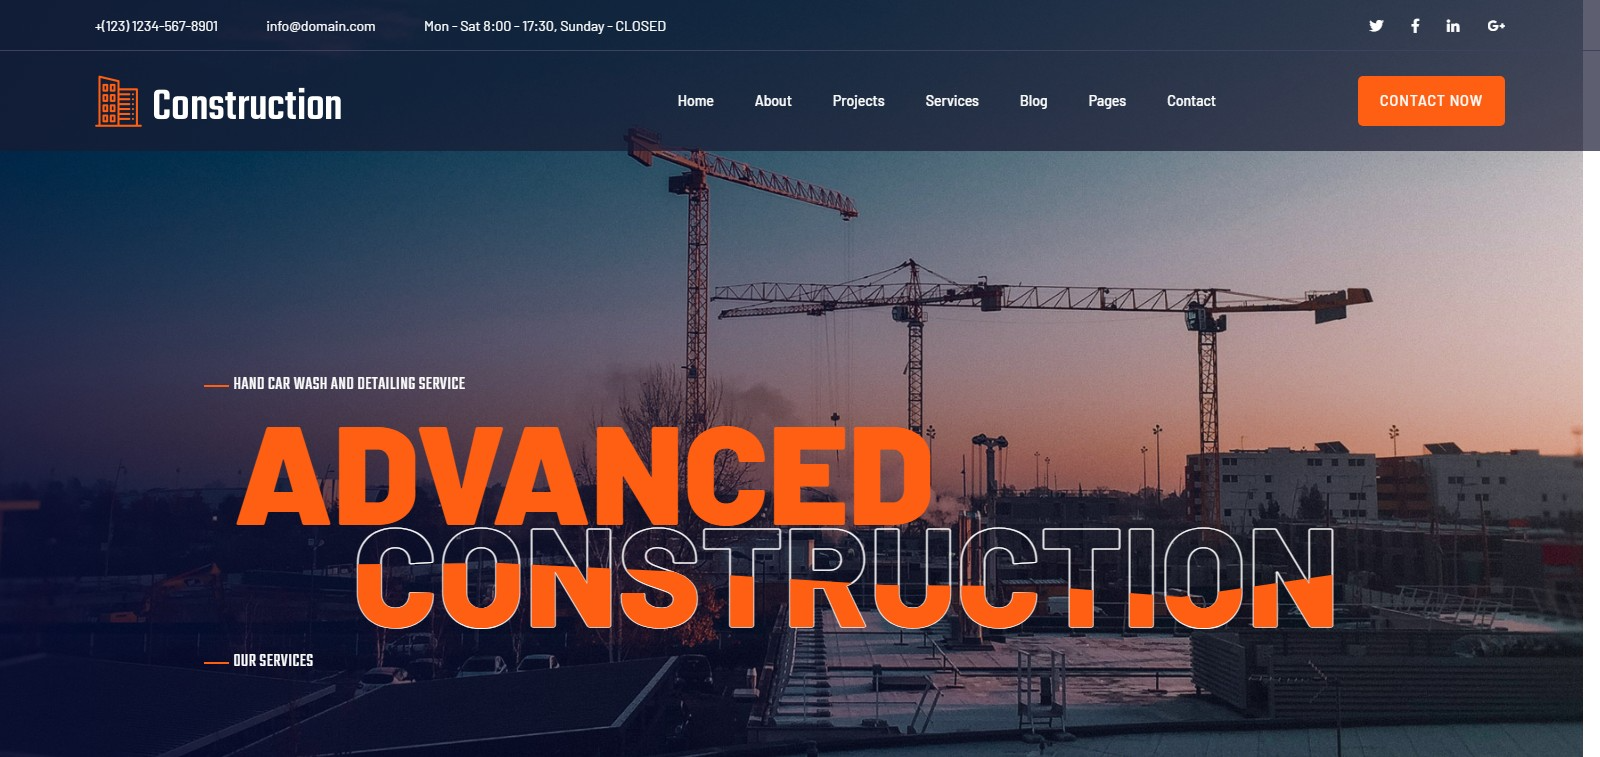 +(123) 1234-567-8901 info@domain.com Mon - Sat 8:00 - 17:30, Sunday - CLOSED
Construction Home About Projects Services Blog Pages Contact CONTACT NOW
HAND CAR WASH AND DETAILING SERVICE
ADVANCED
CONSTRUCTION
OUR SERVICES